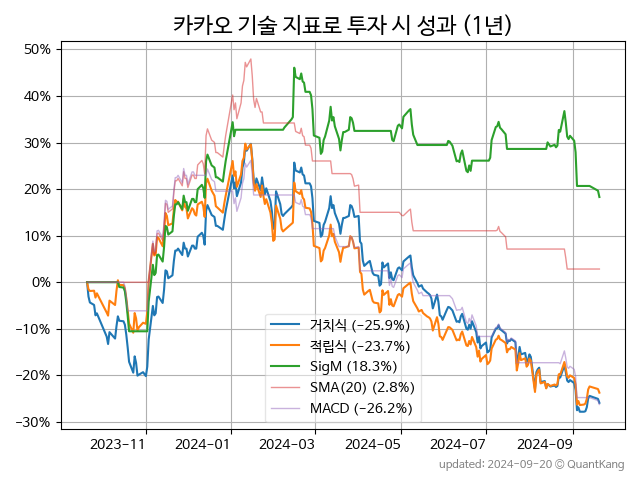 카카오 기술 지표로 투자 시 성과 (1년)
50%
40%
30%
20%
10%
0%
−10%
−20%
−30%
거치식 (−25.9%)
적립식 (−23.7%)
SigM (18.3%)
SMA(20) (2.8%)
MACD (−26.2%)
2023−11
2024−01
2024−03
2024−05
2024−07
2024−09
updated: 2024-09-20 ⓒ QuantKang